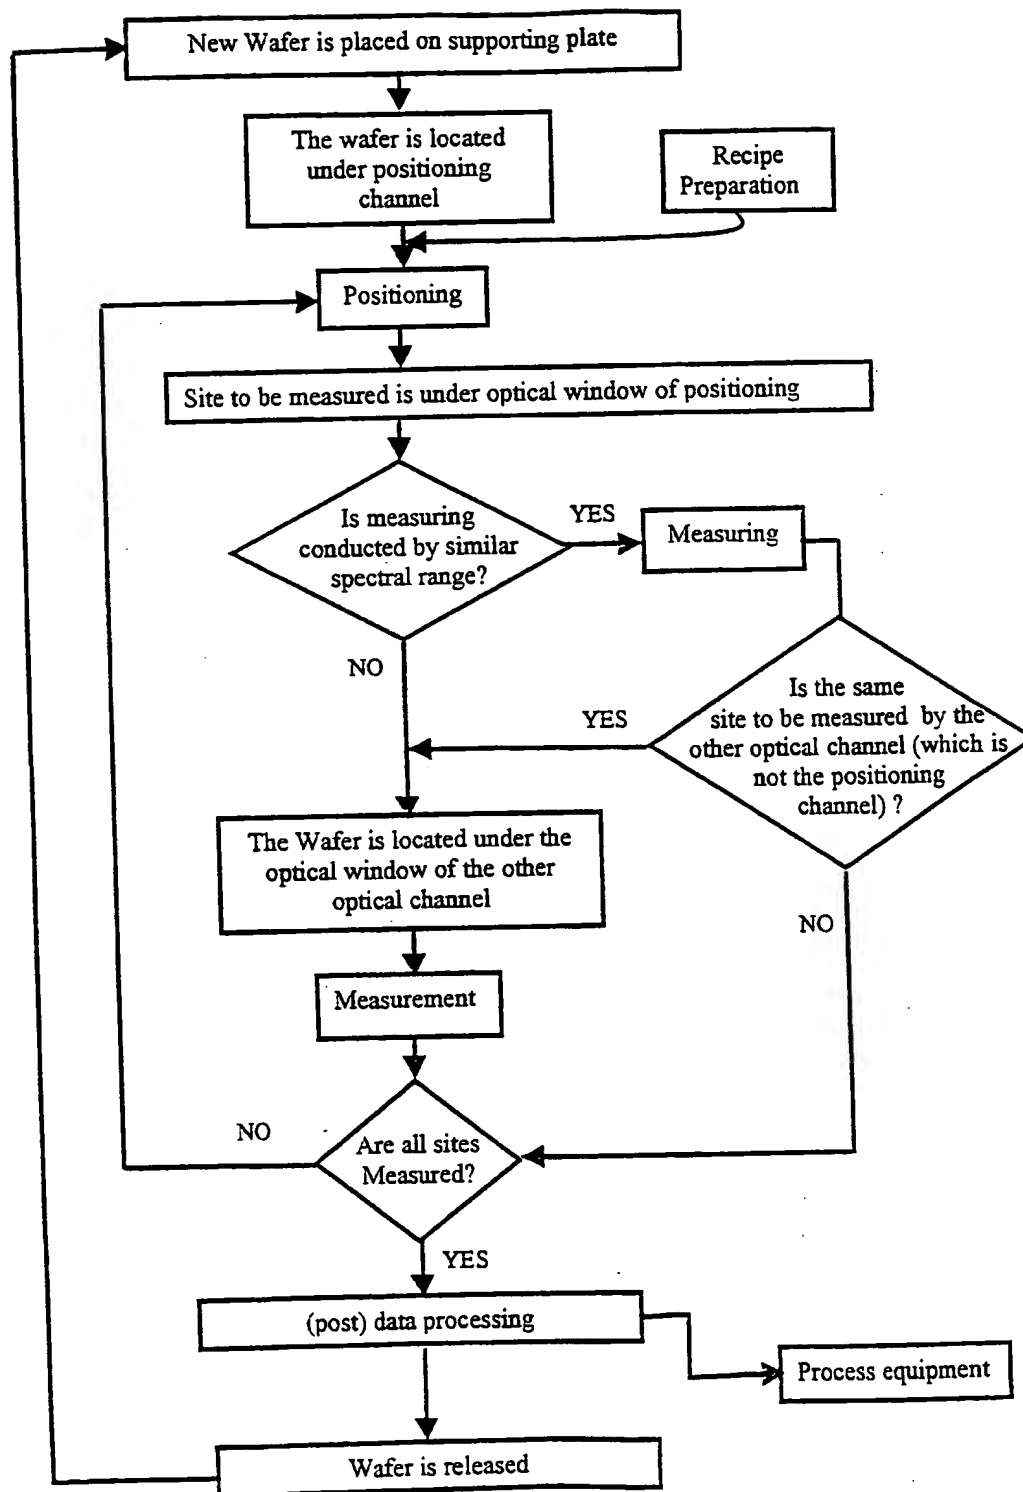 New Wafer is placed on supporting plate
The wafer is located
under positioning
channel
Recipe
Preparation
Positioning
Site to be measured is under optical window of positioning
Is measuring
conducted by similar
spectral range?
YES
Measuring
NO
Is the same
site to be measured by the
other optical channel (which is
not the positioning
channel) ?
YES
The Wafer is located under the
optical window of the other
optical channel
NO
Measurement
NO
Are all sites
Measured?
YES
(post) data processing
Process equipment
Wafer is released